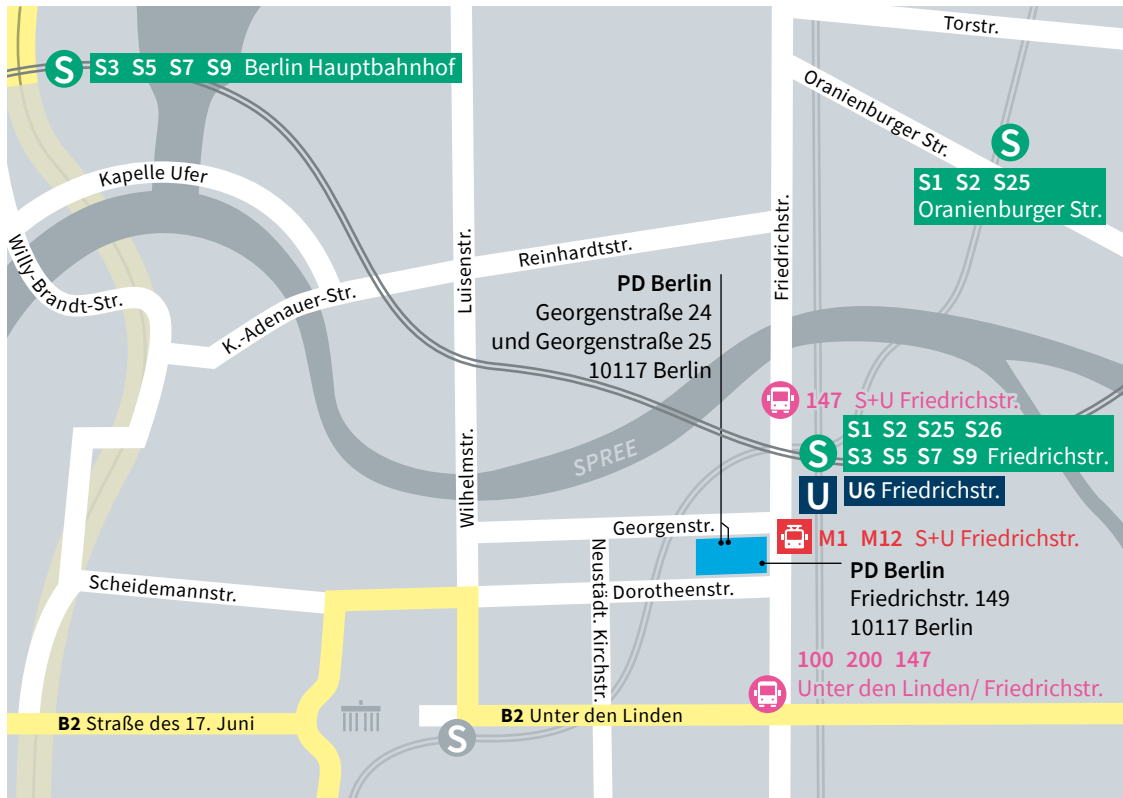 Torstr.
S
S3 S5 S7 S9 Berlin Hauptbahnhof
Oranienburger Str.
S
S1 S2 S25
Oranienburger Str.
Kapelle Ufer
Willy-Brandt-Str.
K.-Adenauer-Str.
Luisenstr.
Reinhardtstr.
Friedrichstr.
PD Berlin
Georgenstraße 24
und Georgenstraße 25
10117 Berlin
147 S+U Friedrichstr.
S
S1 S2 S25 S26
S3 S5 S7 S9 Friedrichstr.
SPREE
U
U6 Friedrichstr.
Wilhelmstr.
Georgenstr.
M1 M12 S+U Friedrichstr.
Neustädt. Kirchstr.
PD Berlin
Friedrichstr. 149
10117 Berlin
Scheidemannstr.
Dorotheenstr.
100 200 147
Unter den Linden/ Friedrichstr.
B2 Straße des 17. Juni
B2 Unter den Linden
S